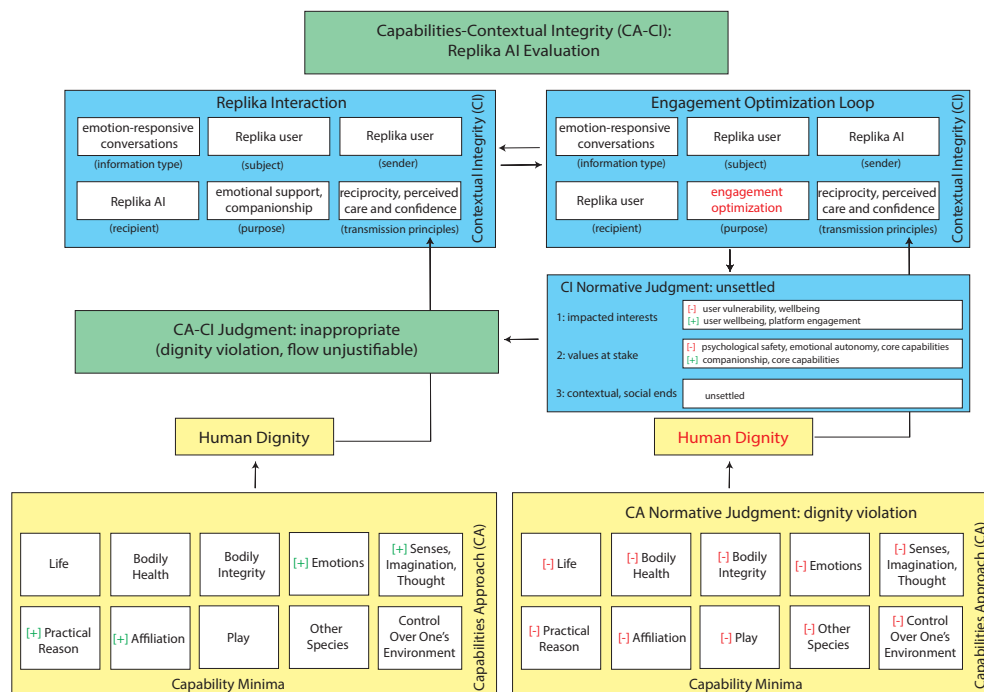 Capabilities-Contextual Integrity (CA-CI):
Replika AI Evaluation
Replika Interaction
emotion-responsive
conversations
(information type)
Replika user
(subject)
Replika user
(sender)
Replika AI
(recipient)
emotional support,
companionship
(purpose)
reciprocity, perceived
care and confidence
(transmission principles)
Contextual Integrity (CI)
Engagement Optimization Loop
emotion-responsive
conversations
(information type)
Replika user
(subject)
Replika AI
(sender)
Replika user
(recipient)
engagement
optimization
(purpose)
reciprocity, perceived
care and confidence
(transmission principles)
Contextual Integrity (CI)
CI Normative Judgment: unsettled
1: impacted interests
[-] user vulnerability, wellbeing
[+] user wellbeing, platform engagement
2: values at stake
[-] psychological safety, emotional autonomy, core capabilities
[+] companionship, core capabilities
3: contextual, social ends
unsettled
CA-CI Judgment: inappropriate
(dignity violation, flow unjustifiable)
Human Dignity
Human Dignity
Life
Bodily
Health
Bodily
Integrity
[+] Emotions
[+] Senses,
Imagination,
Thought
[+] Practical
Reason
[+] Affiliation
Play
Other
Species
Control
Over One's
Environment
Capability Minima
Capabilities Approach (CA)
CA Normative Judgment: dignity violation
[-] Life
[-] Bodily
Health
[-] Bodily
Integrity
[-] Emotions
[-] Senses,
Imagination,
Thought
[-] Practical
Reason
[-] Affiliation
[-] Play
[-] Other
Species
[-] Control
Over One's
Environment
Capability Minima
Capabilities Approach (CA)